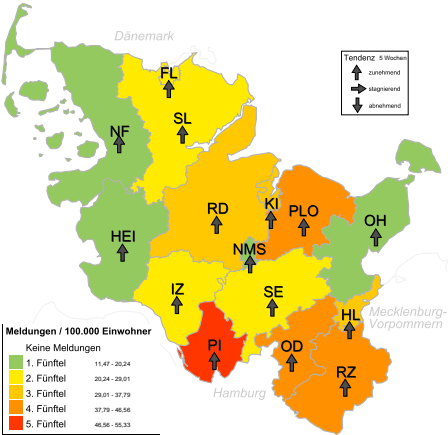 Dänemark
Tendenz 5 Wochen
zunehmend
stagnierend
abnehmend
FL
SL
NF
RD
KI
PLO
OH
HEI
NMS
IZ
SE
HL
Mecklenburg-
Vorpommern
PI
OD
RZ
Hamburg
Meldungen / 100.000 Einwohner
Keine Meldungen
1. Fünftel 11,47 - 20,24
2. Fünftel 20,24 - 29,01
3. Fünftel 29,01 - 37,79
4. Fünftel 37,79 - 46,56
5. Fünftel 46,56 - 55,33